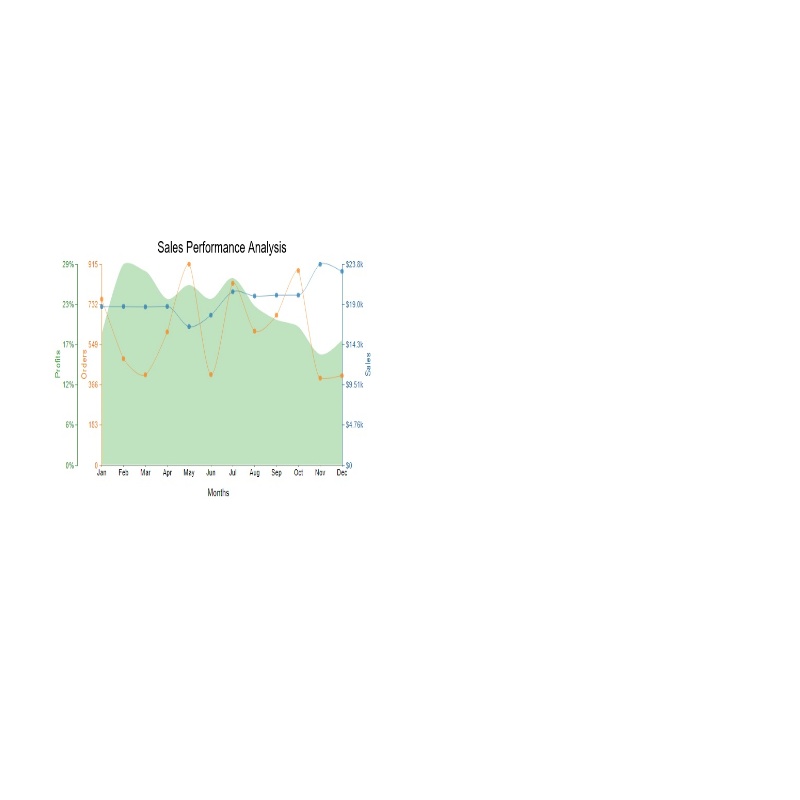 Sales Performance Analysis
29% 915 $23.8k
23% 732 $19.0k
17% 549 $14.3k
Profits Orders Sales
12% 366 $9.51k
6% 183 $4.76k
0% 0 $0
Jan Feb Mar Apr May Jun Jul Aug Sep Oct Nov Dec
Months